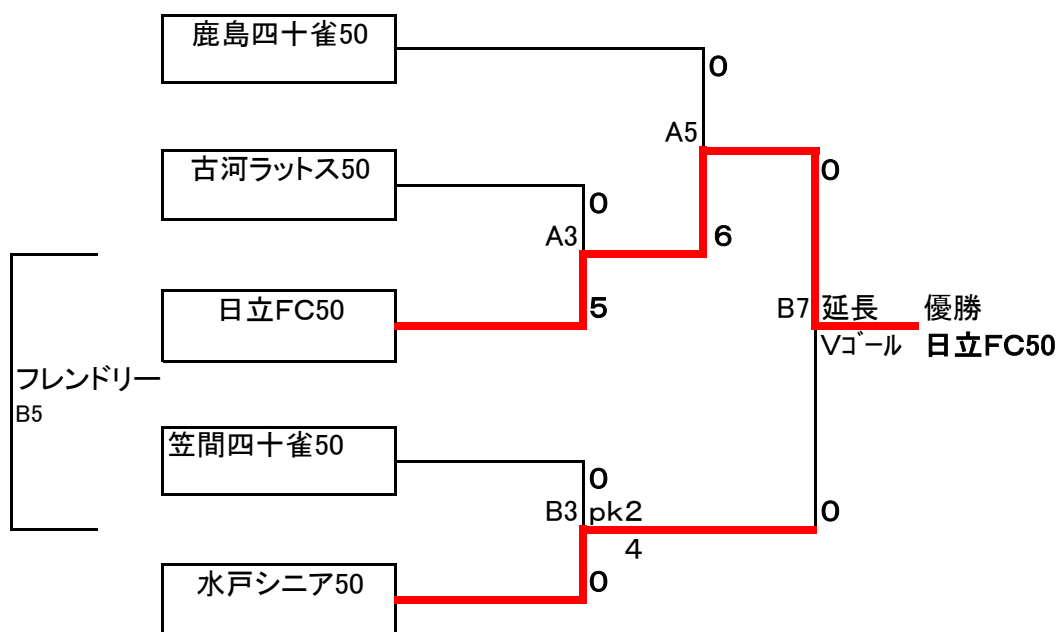 鹿島四十雀50
0
A5
古河ラットス50
0
0
A3
6
日立FC50
5
B7
延長
優勝
Vゴール
日立FC50
フレンドリー
B5
笠間四十雀50
0
B3
pk2
0
4
水戸シニア50
0